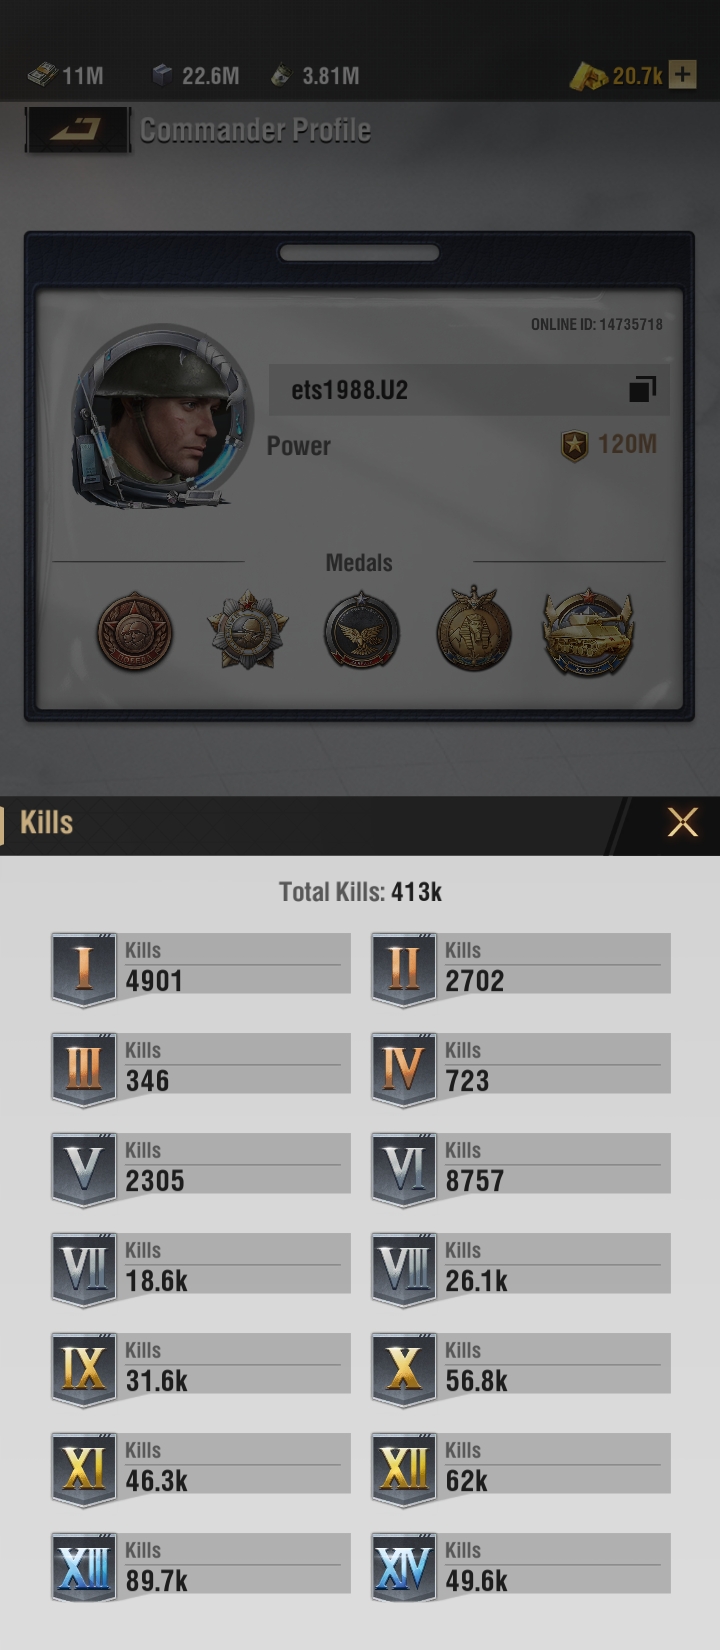 11M 22.6M 3.81M 20.7k +
Commander Profile
ONLINE ID: 14735718
ets1988.U2
Power 120M
Medals
Kills
Total Kills: 413k
I Kills 4901
II Kills 2702
III Kills 346
IV Kills 723
V Kills 2305
VI Kills 8757
VII Kills 18.6k
VIII Kills 26.1k
IX Kills 31.6k
X Kills 56.8k
XI Kills 46.3k
XII Kills 62k
XIII Kills 89.7k
XIV Kills 49.6k